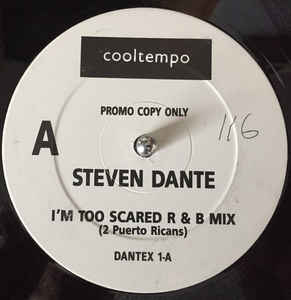 cooltempo
PROMO COPY ONLY
116
A
STEVEN DANTE
I'M TOO SCARED R & B MIX
(2 Puerto Ricans)
DANTEX 1-A